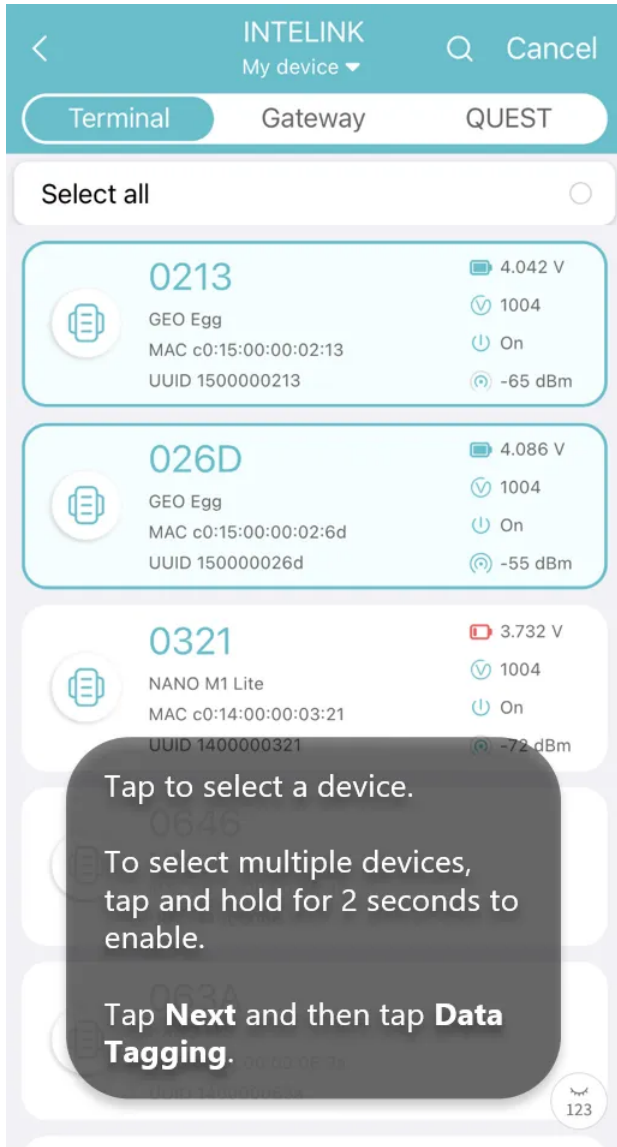 INTELINK
My device
Cancel
Terminal
Gateway
QUEST
Select all
0213
GEO Egg
MAC c0:15:00:00:02:13
UUID 1500000213
4.042 V
1004
On
-65 dBm
026D
GEO Egg
MAC c0:15:00:00:02:6d
UUID 150000026d
4.086 V
1004
On
-55 dBm
0321
NANO M1 Lite
MAC c0:14:00:00:03:21
UUID 1400000321
3.732 V
1004
On
-72 dBm
0646
063A
Tap to select a device.
To select multiple devices,
tap and hold for 2 seconds to
enable.
Tap Next and then tap Data
Tagging.
123